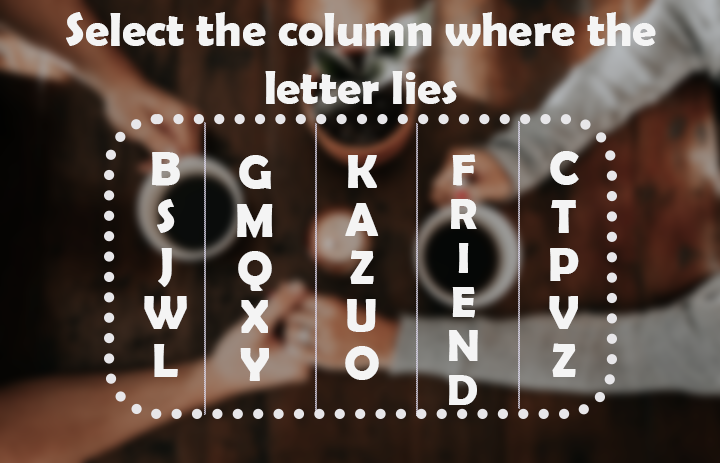 Select the column where the
letter lies
B G K F C
S M A R T
J Q Z I P
W X U E V
L Y O N Z
D